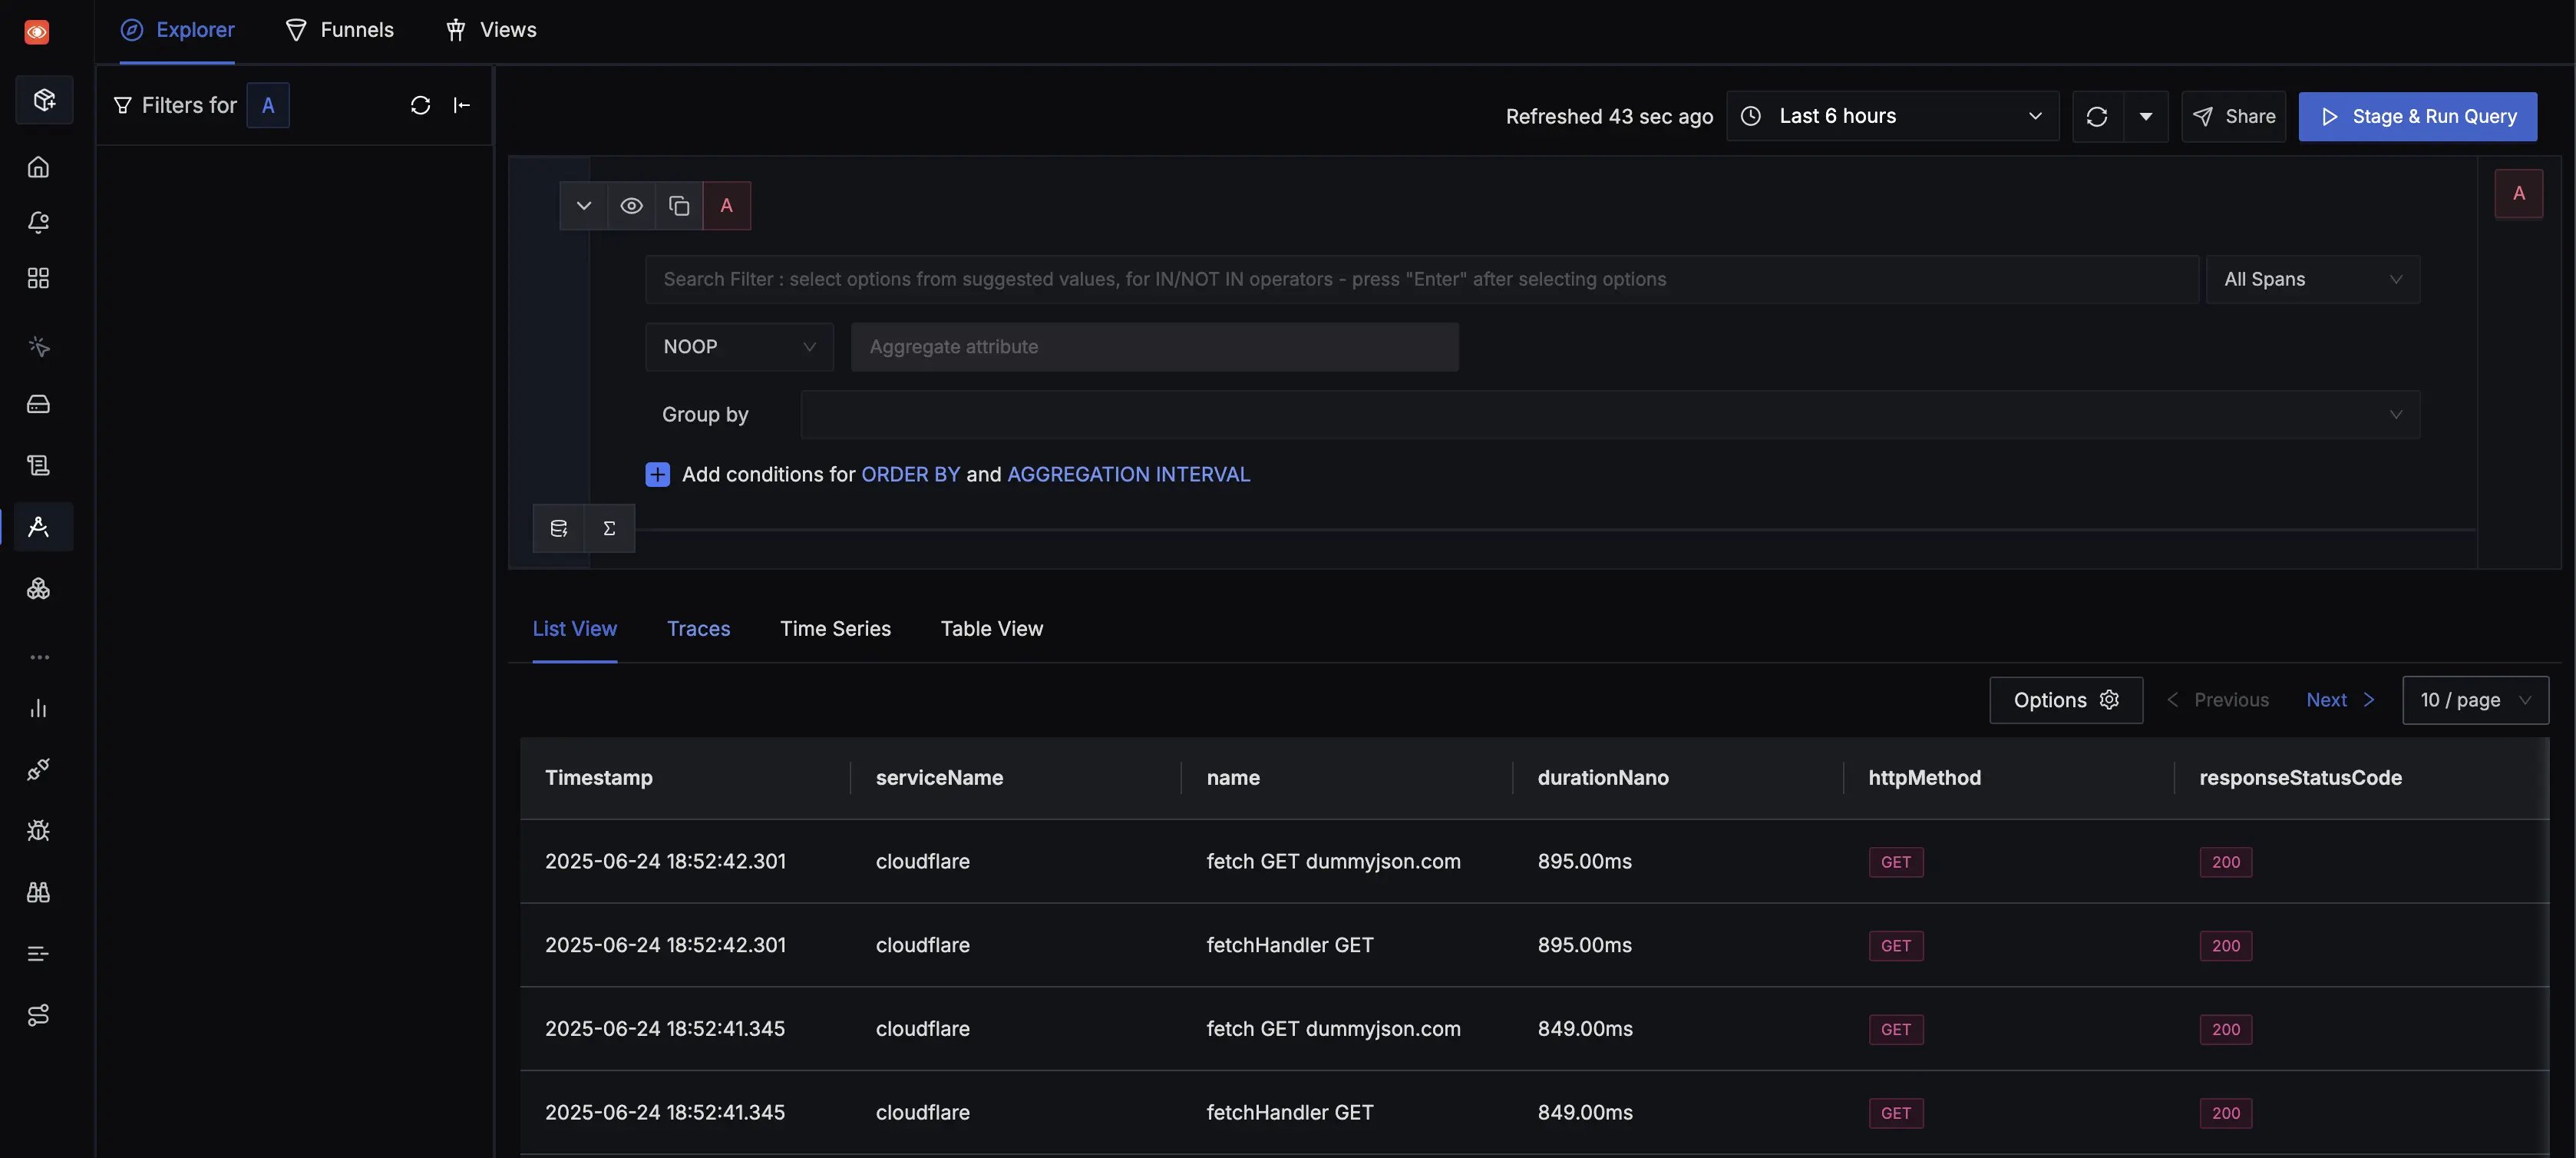 Explorer Funnels Views
Filters for A
Refreshed 43 sec ago Last 6 hours Share Stage & Run Query
A A
Search Filter : select options from suggested values, for IN/NOT IN operators - press "Enter" after selecting options All Spans
NOOP Aggregate attribute
Group by
Add conditions for ORDER BY and AGGREGATION INTERVAL
Σ
List View Traces Time Series Table View
Options Previous Next 10 / page
Timestamp serviceName name durationNano httpMethod responseStatusCode
2025-06-24 18:52:42.301 cloudflare fetch GET dummyjson.com 895.00ms GET 200
2025-06-24 18:52:42.301 cloudflare fetchHandler GET 895.00ms GET 200
2025-06-24 18:52:41.345 cloudflare fetch GET dummyjson.com 849.00ms GET 200
2025-06-24 18:52:41.345 cloudflare fetchHandler GET 849.00ms GET 200